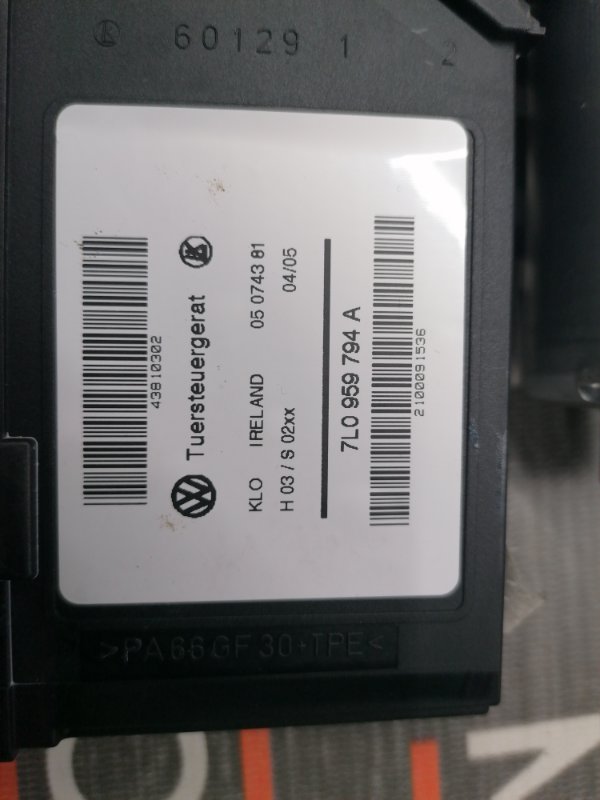 60129 1 2
43810302
Tuersteuergerat
KLO IRELAND 05 0743 81
H 03 / S 02xx 04/05
7L0 959 794 A
2100091536
>PA66GF30+TPE<